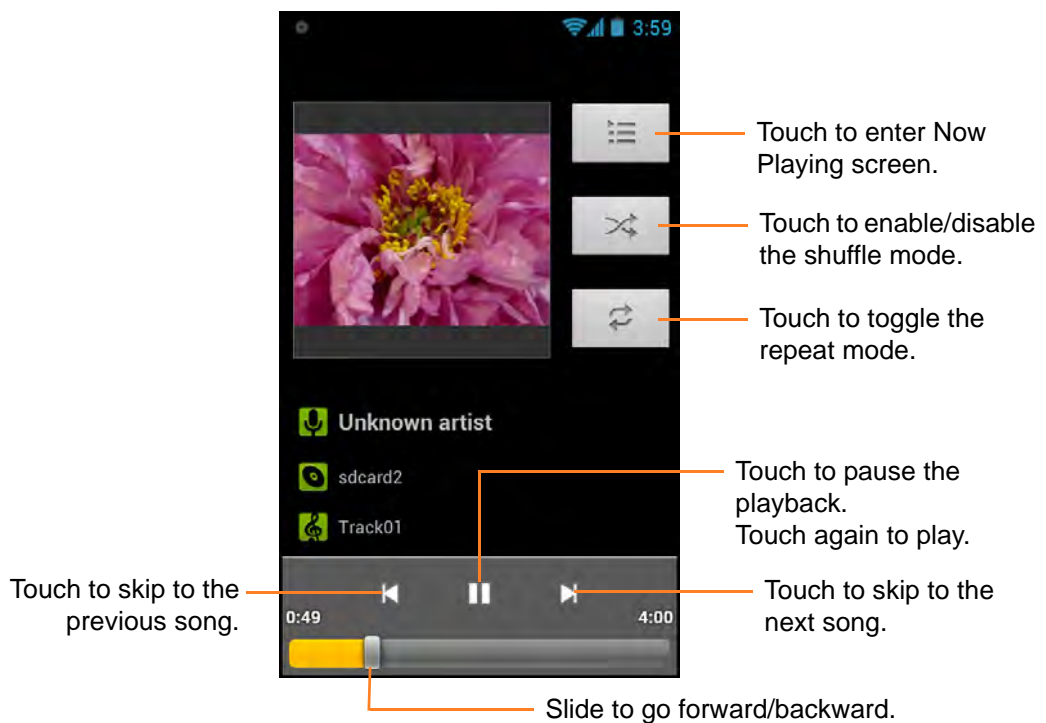 3:59
Touch to enter Now
Playing screen.
Touch to enable/disable
the shuffle mode.
Touch to toggle the
repeat mode.
Unknown artist
sdcard2
Track01
Touch to pause the
playback.
Touch again to play.
Touch to skip to the
previous song.
0:49
4:00
Touch to skip to the
next song.
Slide to go forward/backward.